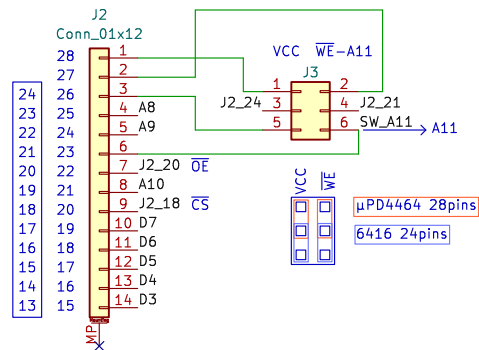 J2
Conn_01x12
28 1
27 2
24 26 3
23 25 4 A8
22 24 5 A9
21 23 6
20 22 7 J2_20 OE
19 21 8 A10
18 20 9 J2_18 CS
17 19 10 D7
16 18 11 D6
15 17 12 D5
14 16 13 D4
13 15 14 D3
MP
VCC WE-A11
J3
1 2
J2_24 3 4 J2_21
5 6 SW_A11
A11
VCC WE
µPD4464 28pins
6416 24pins